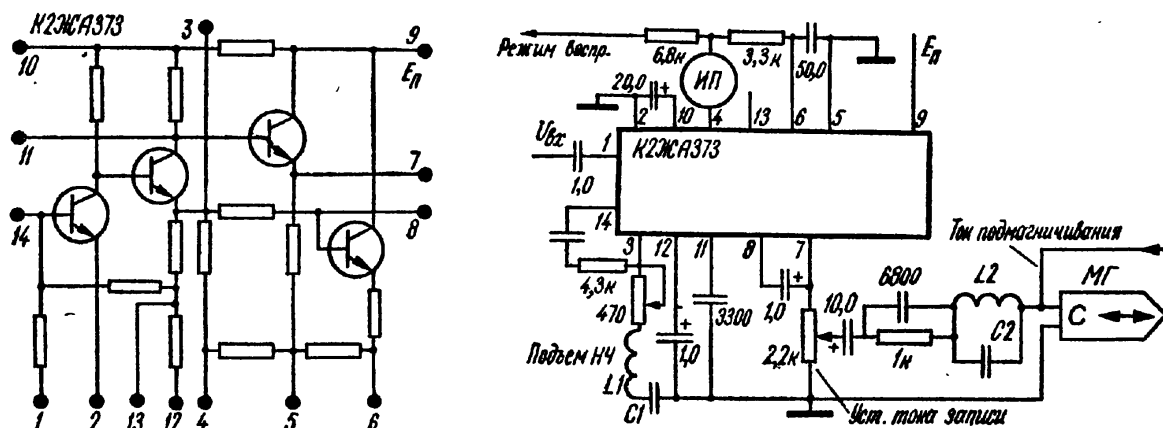 К2ЖА373
3
9
10
Eп
11
7
14
8
1
2
13
12
4
5
6
Режим воспр.
6,8к
3,3к
50,0
Eп
ИП
20,0
+
2
10
4
13
6
5
9
Uвх
1
К2ЖА373
1,0
14
3
12
11
8
7
Ток подмагничивания
4,3к
470
+
1,0
3300
+
1,0
10,0
+
6800
L2
МГ
С
C2
1к
2,2к
Подъем НЧ
L1
C1
Уст. тока записи